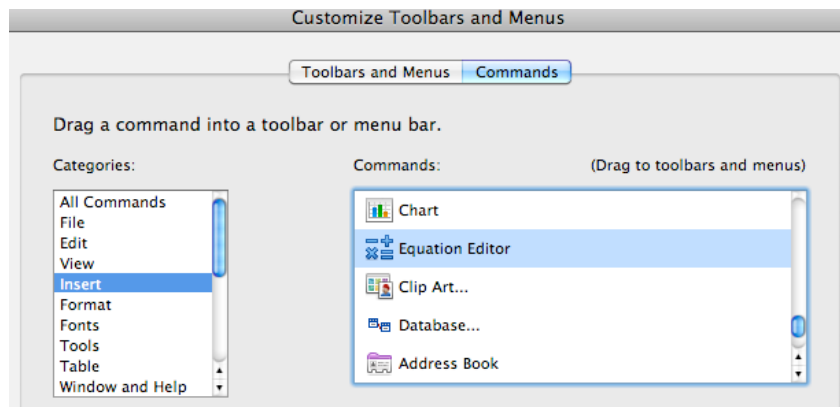 Customize Toolbars and Menus
Toolbars and Menus Commands
Drag a command into a toolbar or menu bar.
Categories:
All Commands
File
Edit
View
Insert
Format
Fonts
Tools
Table
Window and Help
Commands: (Drag to toolbars and menus)
Chart
Equation Editor
Clip Art...
Database...
Address Book